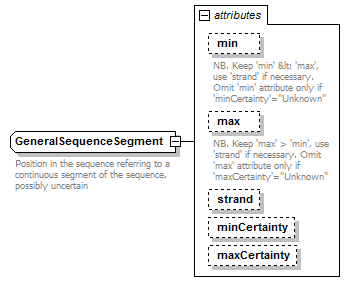 attributes
min
NB. Keep 'min' &lt; 'max',
use 'strand' if necessary.
Omit 'min' attribute only if
'minCertainty'="Unknown"
max
NB. Keep 'max' > 'min', use
'strand' if necessary. Omit
'max' attribute only if
'maxCertainty'="Unknown"
GeneralSequenceSegment
Position in the sequence referring to a
continuous segment of the sequence,
possibly uncertain
strand
minCertainty
maxCertainty